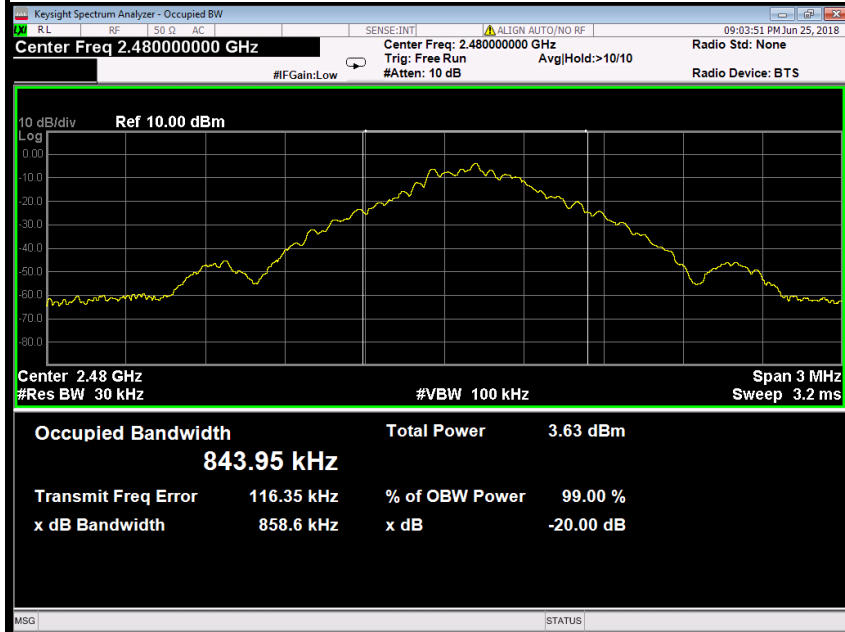 Keysight Spectrum Analyzer - Occupied BW
LXI RL RF 50 Ω AC SENSE:INT ALIGN AUTO/NO RF 09:03:51 PM Jun 25, 2018
Center Freq 2.480000000 GHz Center Freq: 2.480000000 GHz Radio Std: None
Trig: Free Run Avg|Hold:>10/10
#IFGain:Low #Atten: 10 dB Radio Device: BTS
10 dB/div Ref 10.00 dBm
Log
0.00
-10.0
-20.0
-30.0
-40.0
-50.0
-60.0
-70.0
-80.0
Center 2.48 GHz Span 3 MHz
#Res BW 30 kHz #VBW 100 kHz Sweep 3.2 ms
Occupied Bandwidth Total Power 3.63 dBm
843.95 kHz
Transmit Freq Error 116.35 kHz % of OBW Power 99.00 %
x dB Bandwidth 858.6 kHz x dB -20.00 dB
MSG STATUS